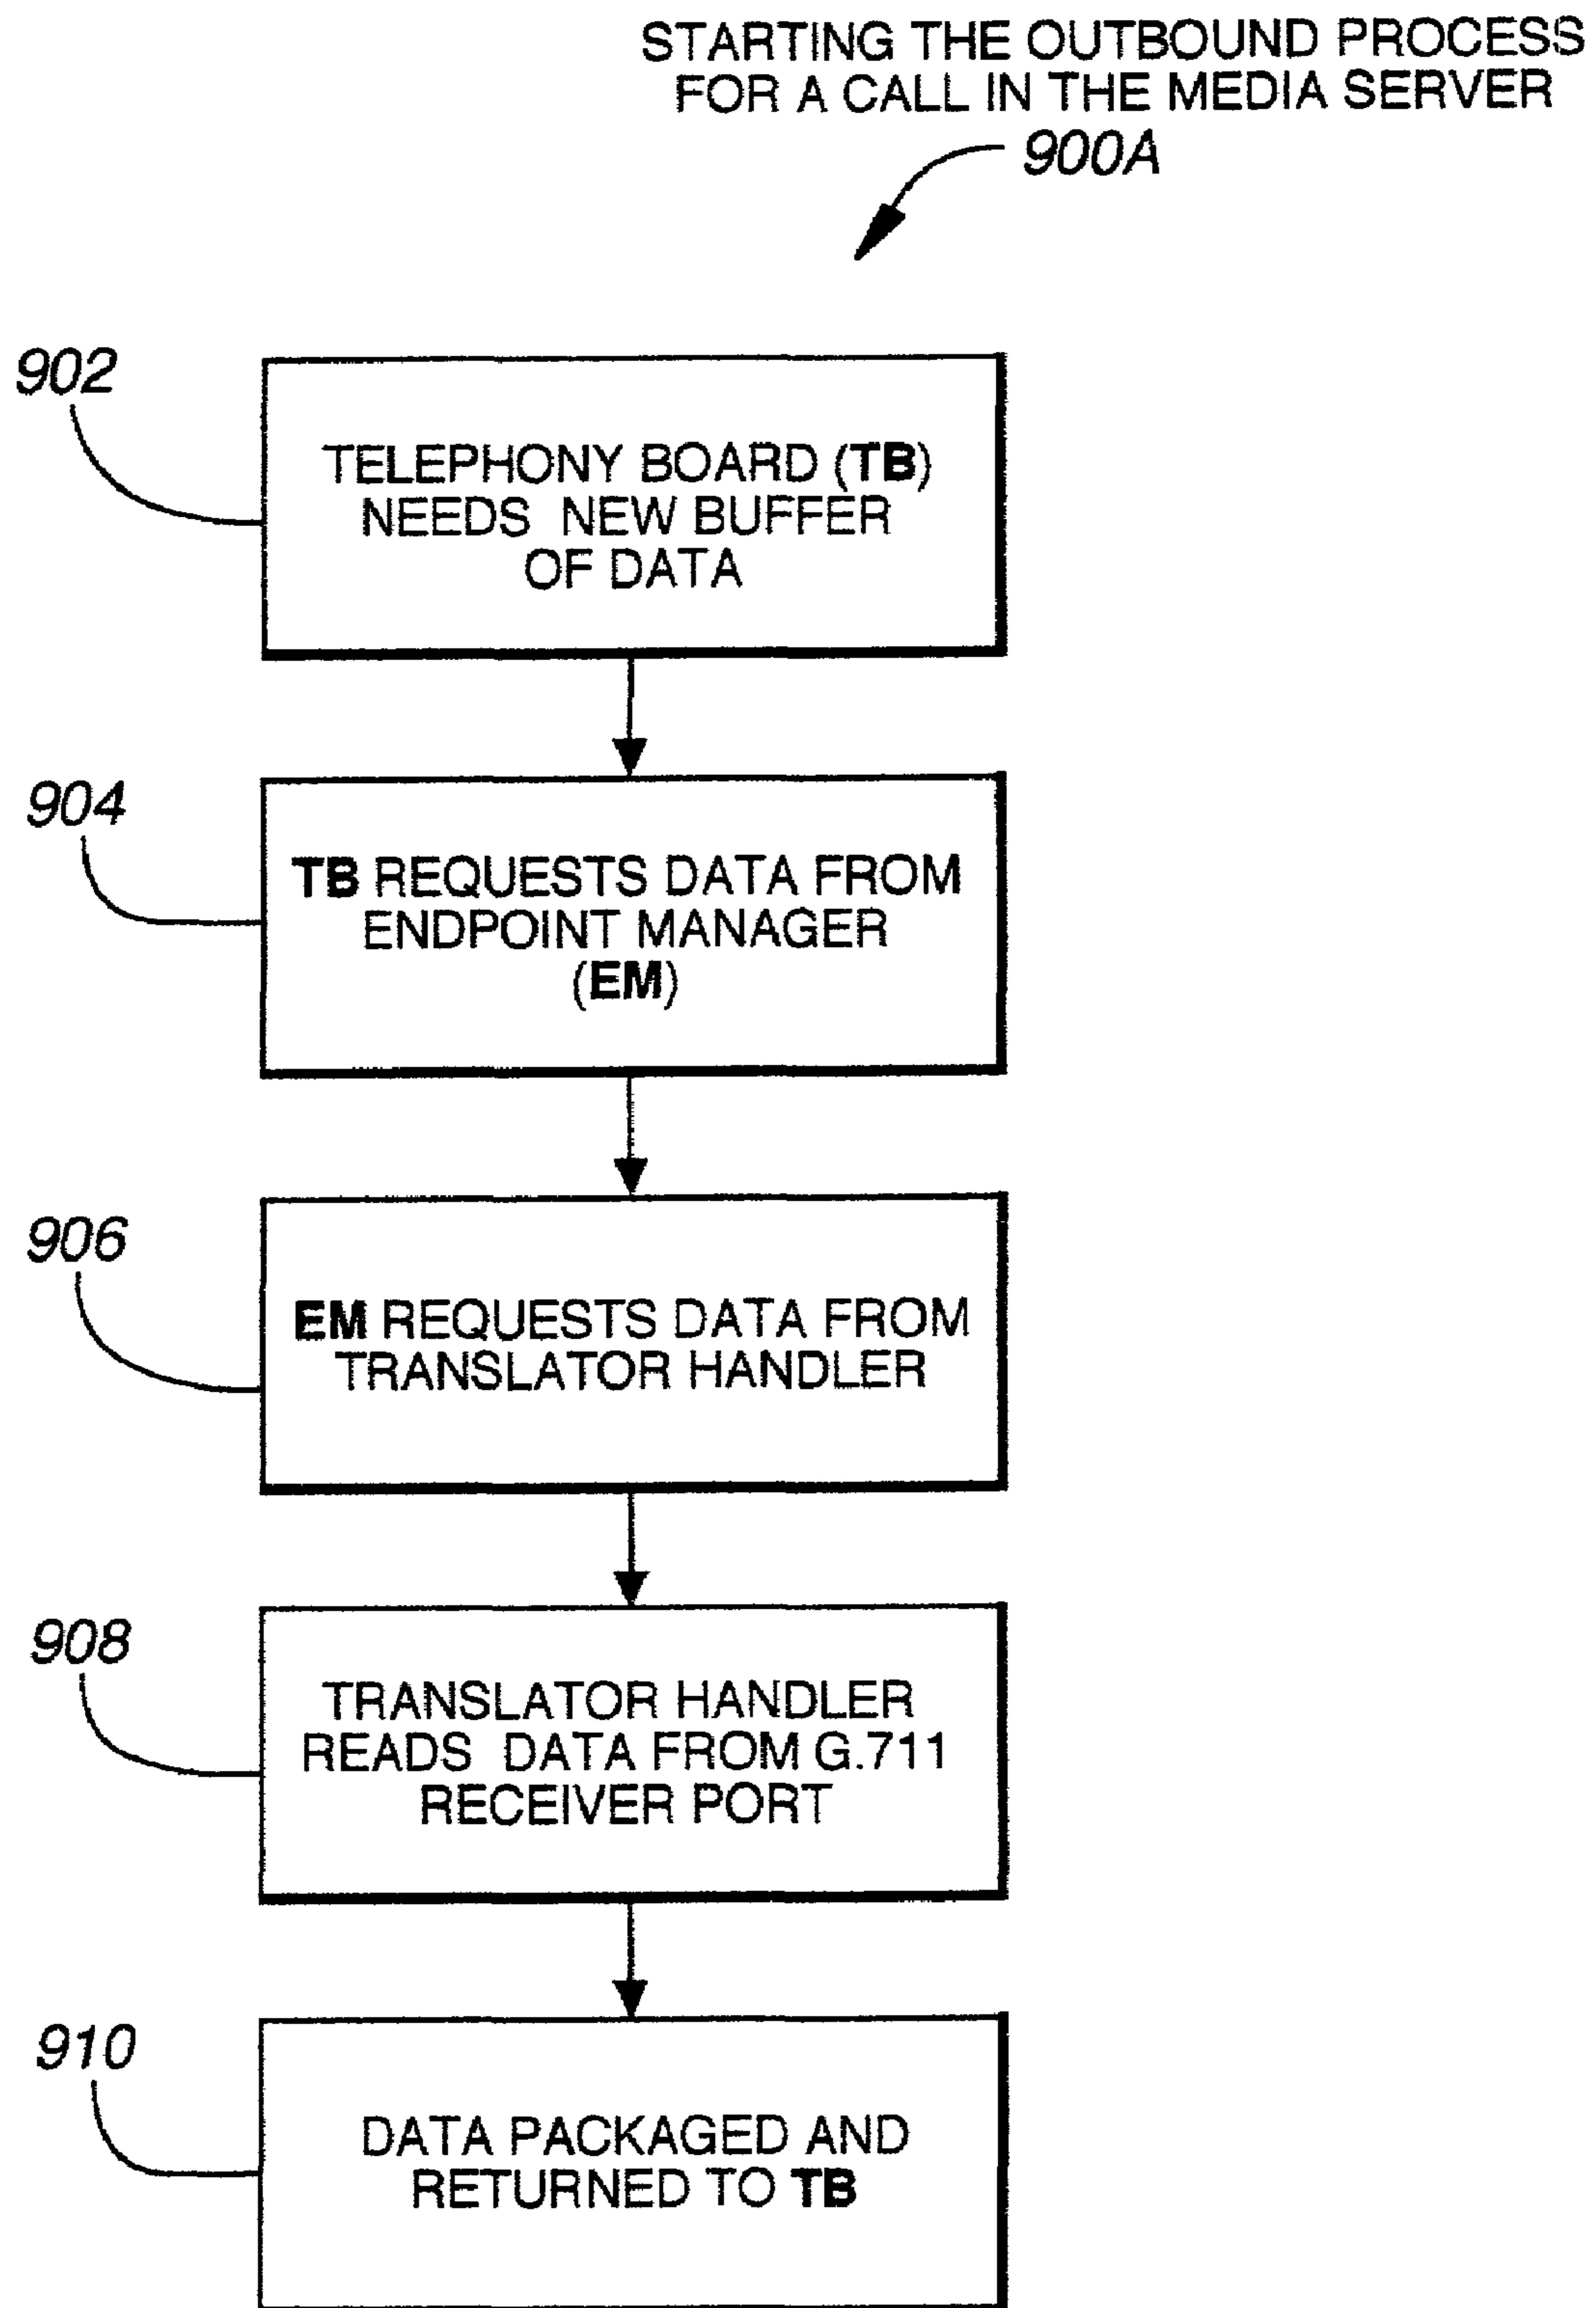 STARTING THE OUTBOUND PROCESS
FOR A CALL IN THE MEDIA SERVER
900A
902
TELEPHONY BOARD (TB)
NEEDS NEW BUFFER
OF DATA
904
TB REQUESTS DATA FROM
ENDPOINT MANAGER
(EM)
906
EM REQUESTS DATA FROM
TRANSLATOR HANDLER
908
TRANSLATOR HANDLER
READS DATA FROM G.711
RECEIVER PORT
910
DATA PACKAGED AND
RETURNED TO TB